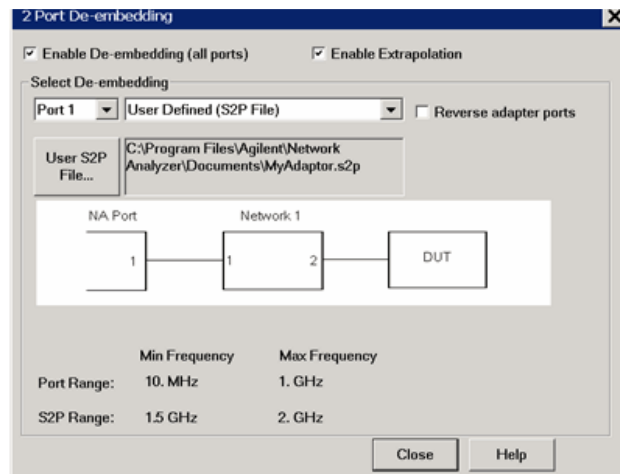 2 Port De-embedding
Enable De-embedding (all ports) Enable Extrapolation
Select De-embedding
Port 1 User Defined (S2P File) Reverse adapter ports
User S2P
File...
C:\Program Files\Agilent\Network
Analyzer\Documents\MyAdaptor.s2p
NA Port Network 1
1 1 2 DUT
Min Frequency Max Frequency
Port Range: 10. MHz 1. GHz
S2P Range: 1.5 GHz 2. GHz
Close Help